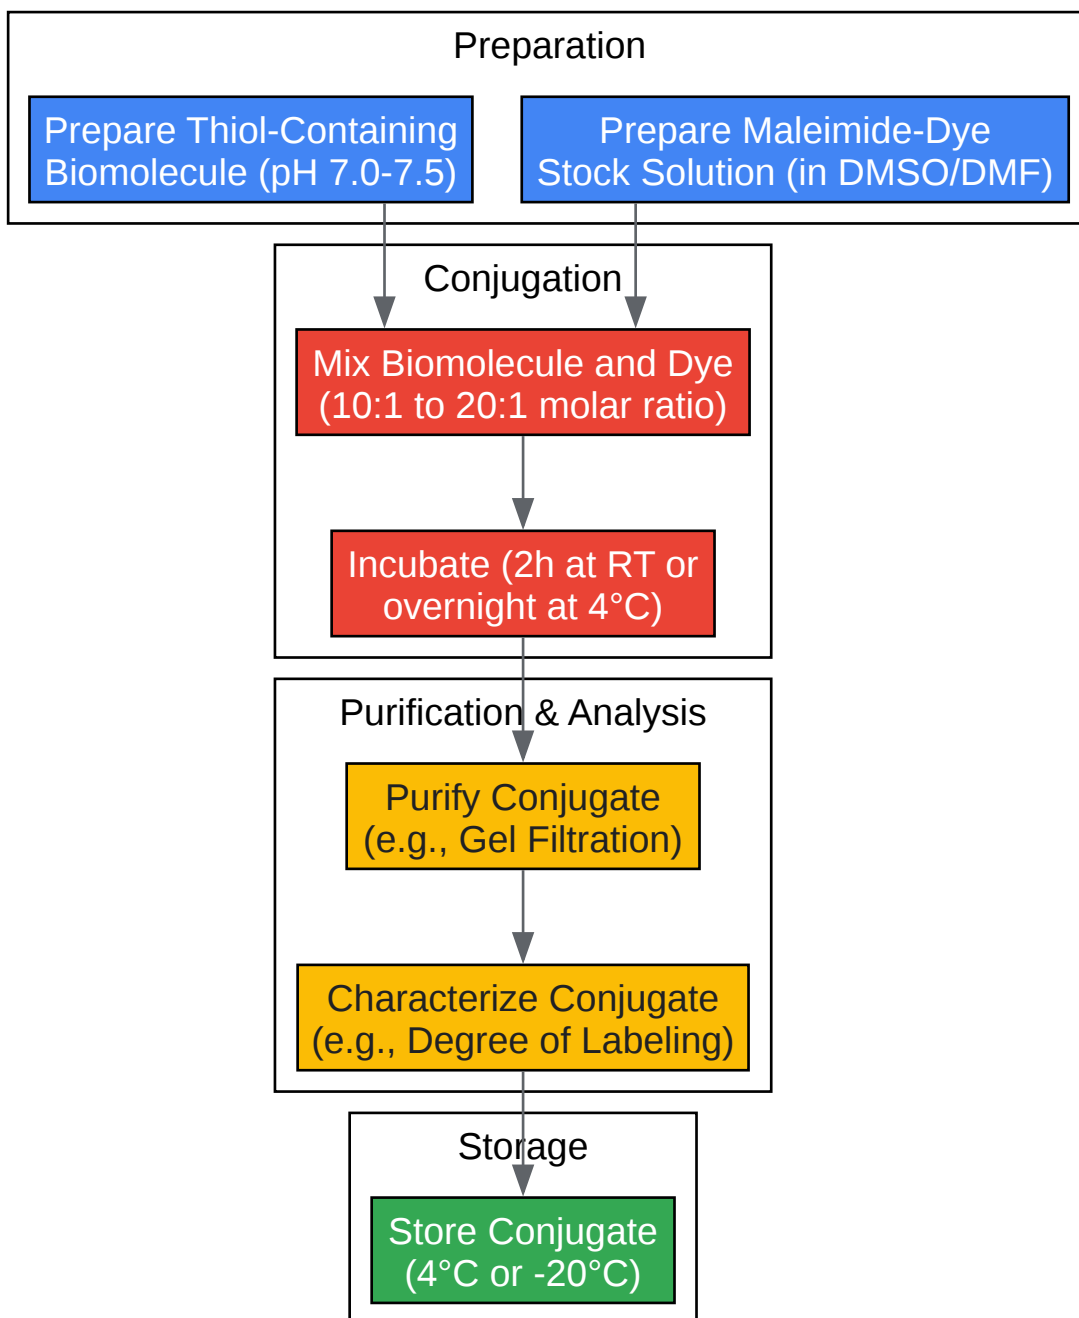 Preparation
Prepare Thiol-Containing
Biomolecule (pH 7.0-7.5)
Prepare Maleimide-Dye
Stock Solution (in DMSO/DMF)
Conjugation
Mix Biomolecule and Dye
(10:1 to 20:1 molar ratio)
Incubate (2h at RT or
overnight at 4°C)
Purification & Analysis
Purify Conjugate
(e.g., Gel Filtration)
Characterize Conjugate
(e.g., Degree of Labeling)
Storage
Store Conjugate
(4°C or -20°C)